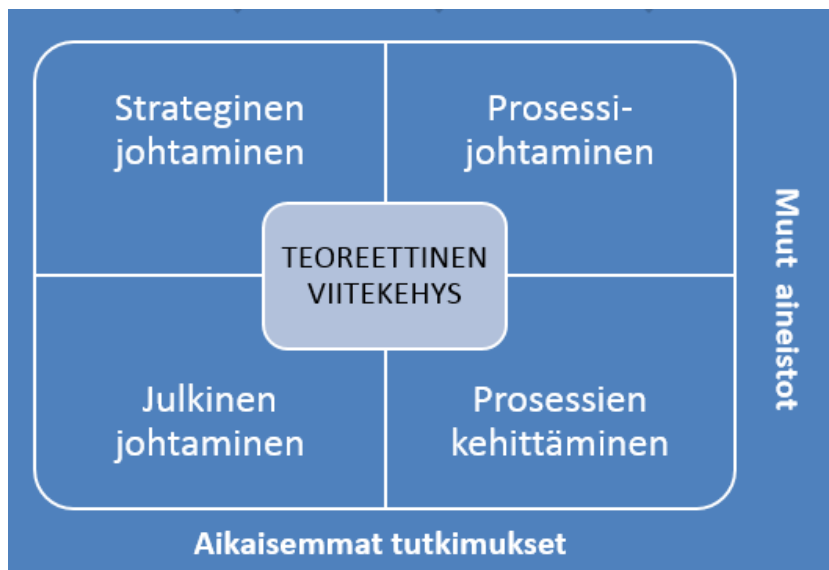 Strateginen
johtaminen
Prosessi-
johtaminen
TEOREETTINEN
VIITEKEHYS
Julkinen
johtaminen
Prosessien
kehittäminen
Muut aineistot
Aikaisemmat tutkimukset